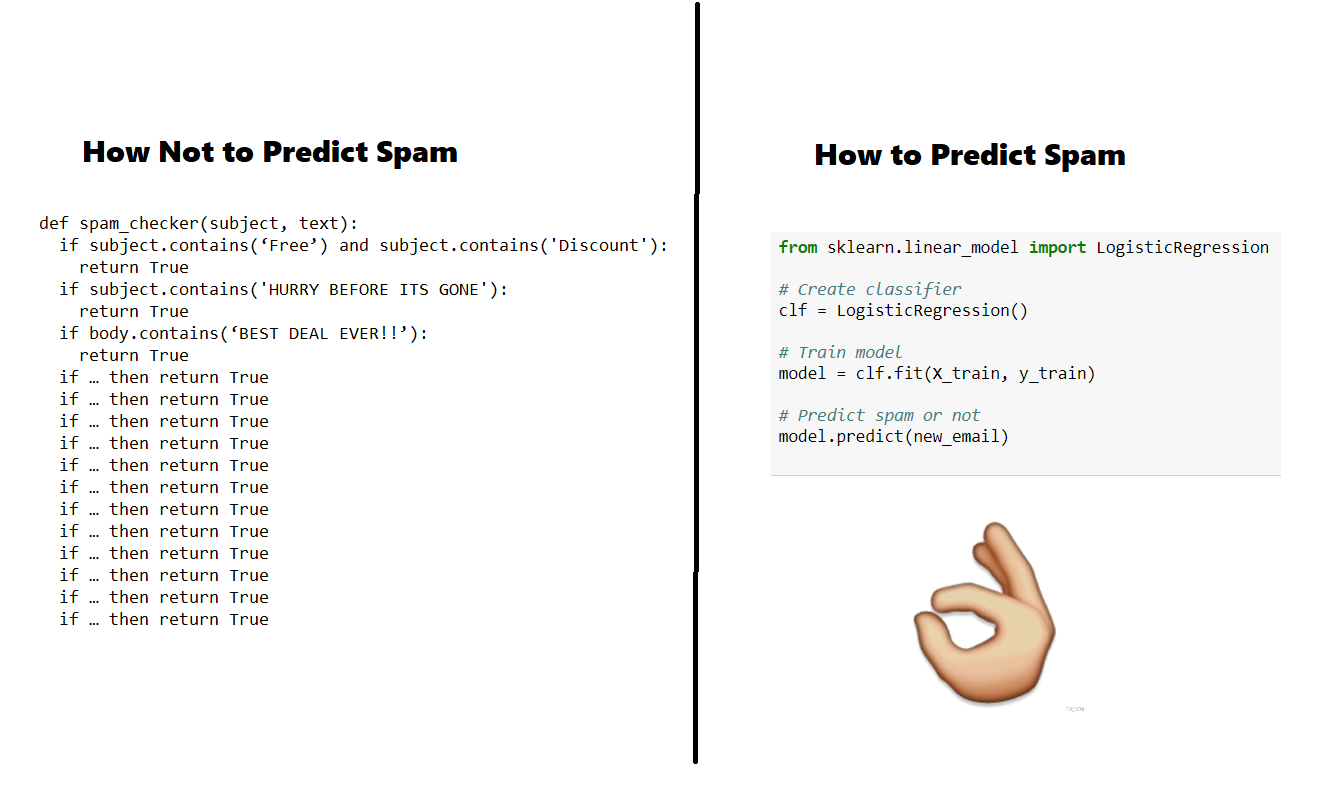 How Not to Predict Spam
def spam_checker(subject, text):
if subject.contains(‘Free’) and subject.contains('Discount'):
return True
if subject.contains('HURRY BEFORE ITS GONE'):
return True
if body.contains(‘BEST DEAL EVER!!’):
return True
if … then return True
if … then return True
if … then return True
if … then return True
if … then return True
if … then return True
if … then return True
if … then return True
if … then return True
if … then return True
if … then return True
if … then return True
How to Predict Spam
from sklearn.linear_model import LogisticRegression
# Create classifier
clf = LogisticRegression()
# Train model
model = clf.fit(X_train, y_train)
# Predict spam or not
model.predict(new_email)